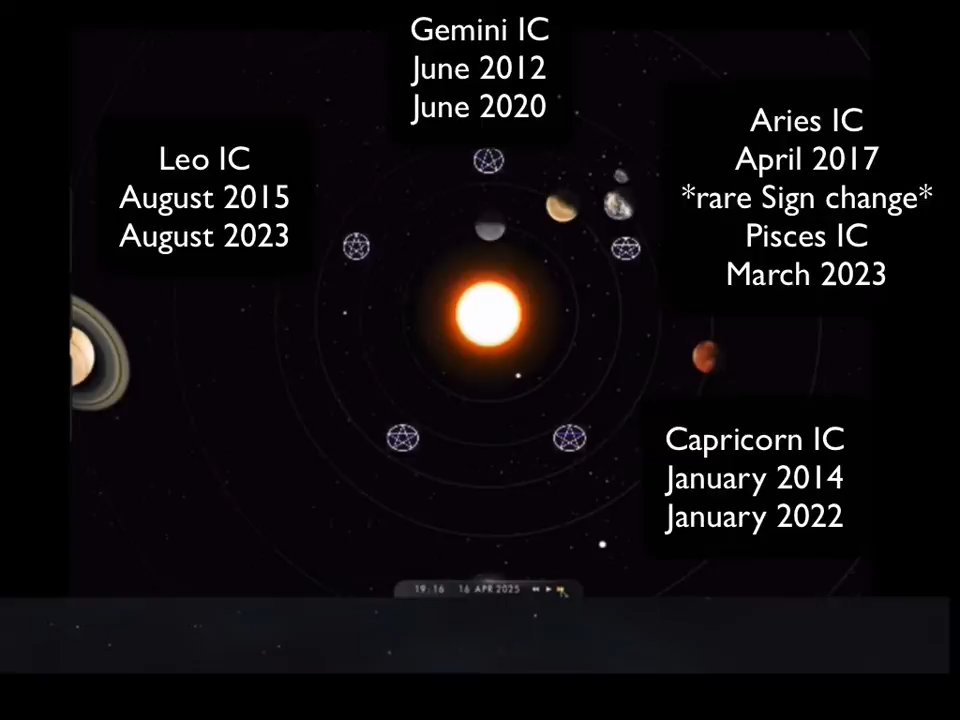 Gemini IC
June 2012
June 2020
Leo IC
August 2015
August 2023
Aries IC
April 2017
*rare Sign change*
Pisces IC
March 2023
Capricorn IC
January 2014
January 2022
19:16 16 APR 2025